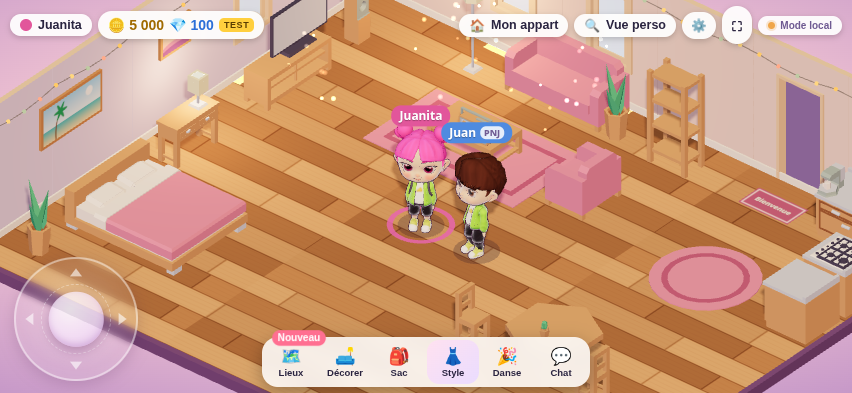 Juanita
5 000
100
TEST
Mon appart
Vue perso
Mode local
Juanita
Juan PNJ
Bienvenue
Nouveau
Lieux
Décorer
Sac
Style
Danse
Chat